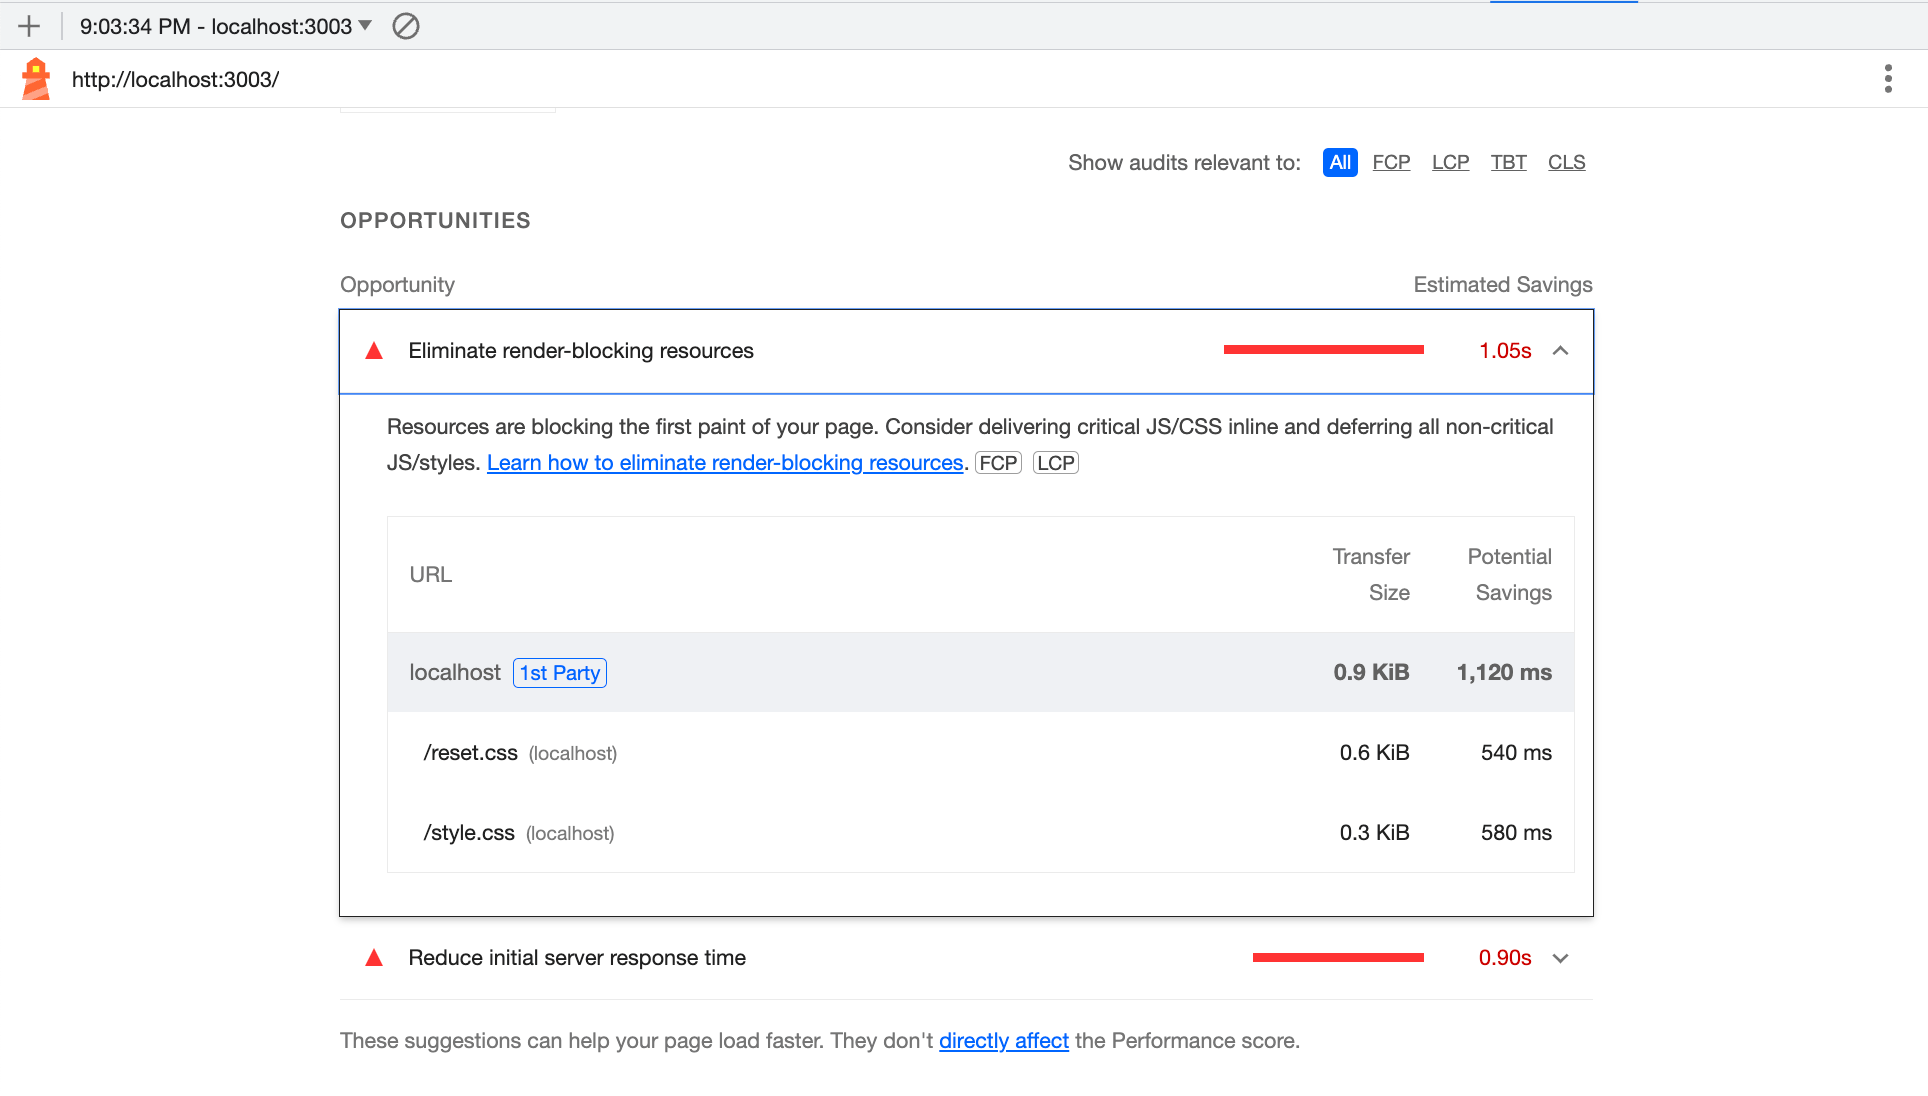 9:03:34 PM - localhost:3003
http://localhost:3003/
Show audits relevant to: All FCP LCP TBT CLS
OPPORTUNITIES
Opportunity Estimated Savings
Eliminate render-blocking resources 1.05s
Resources are blocking the first paint of your page. Consider delivering critical JS/CSS inline and deferring all non-critical
JS/styles. Learn how to eliminate render-blocking resources. FCP LCP
URL Transfer Size Potential Savings
localhost 1st Party 0.9 KiB 1,120 ms
/reset.css (localhost) 0.6 KiB 540 ms
/style.css (localhost) 0.3 KiB 580 ms
Reduce initial server response time 0.90s
These suggestions can help your page load faster. They don't directly affect the Performance score.